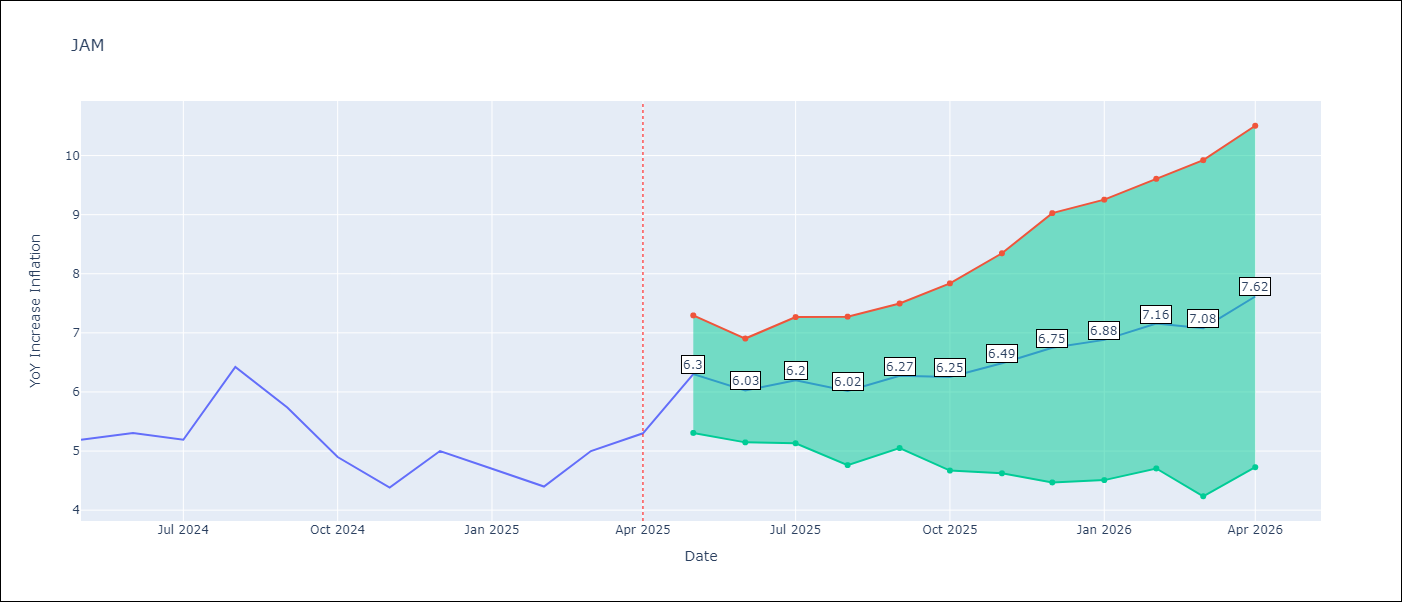 JAM
YoY Increase Inflation
10
9
8
7
6
5
4
6.3
6.03
6.2
6.02
6.27
6.25
6.49
6.75
6.88
7.16
7.08
7.62
Jul 2024
Oct 2024
Jan 2025
Apr 2025
Jul 2025
Oct 2025
Jan 2026
Apr 2026
Date